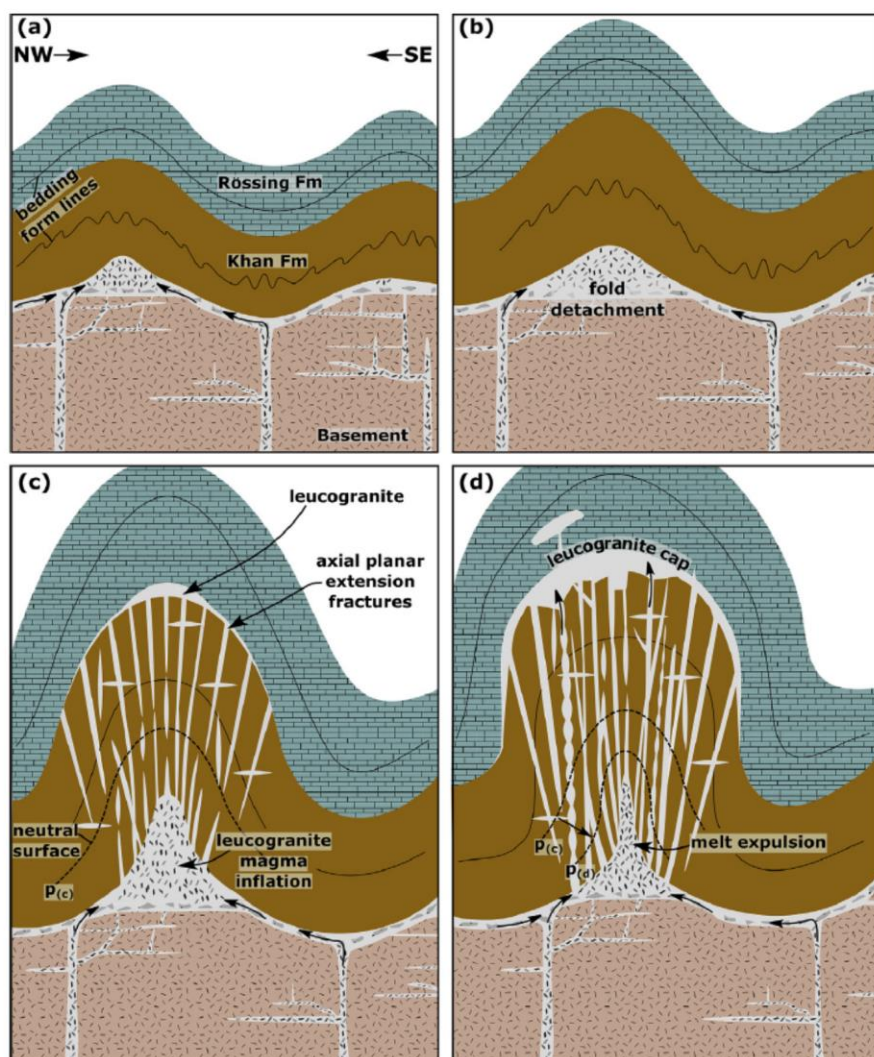 (a)
NW
SE
Rössing Fm
bedding
form lines
Khan Fm
Basement
(b)
fold
detachment
(c)
leucogranite
axial planar
extension
fractures
neutral
surface
P(c)
leucogranite
magma
inflation
(d)
leucogranite cap
melt expulsion
P(c)
P(d)